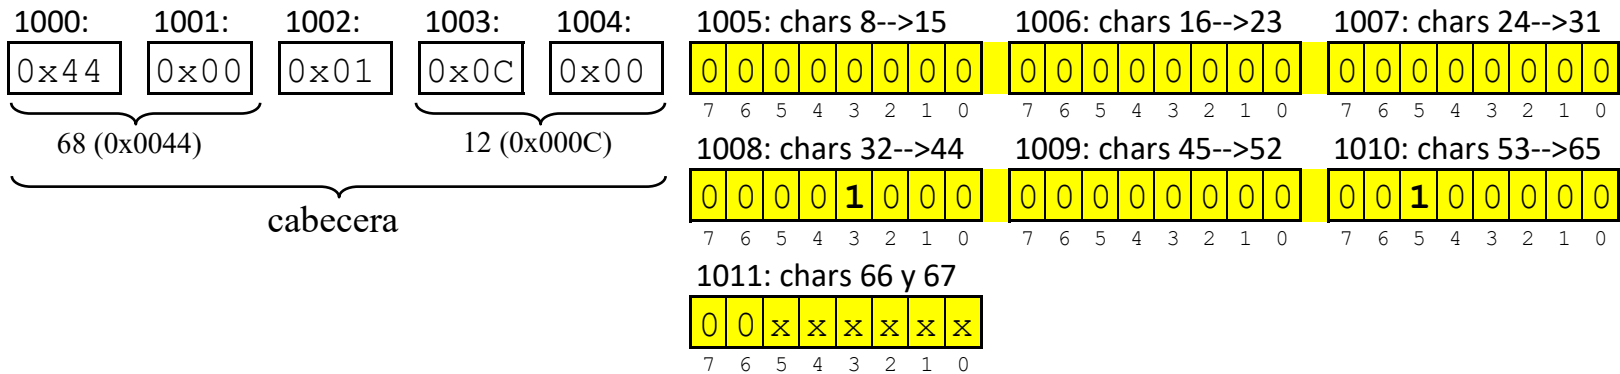 1000: 1001: 1002: 1003: 1004: 1005: chars 8-->15 1006: chars 16-->23 1007: chars 24-->31
0x44 0x00 0x01 0x0C 0x00 0 0 0 0 0 0 0 0 0 0 0 0 0 0 0 0 0 0 0 0 0 0 0 0
7 6 5 4 3 2 1 0 7 6 5 4 3 2 1 0 7 6 5 4 3 2 1 0
68 (0x0044) 12 (0x000C) 1008: chars 32-->44 1009: chars 45-->52 1010: chars 53-->65
0 0 0 0 1 0 0 0 0 0 0 0 0 0 0 0 0 0 1 0 0 0 0 0
cabecera
7 6 5 4 3 2 1 0 7 6 5 4 3 2 1 0 7 6 5 4 3 2 1 0
1011: chars 66 y 67
0 0 x x x x x x
7 6 5 4 3 2 1 0